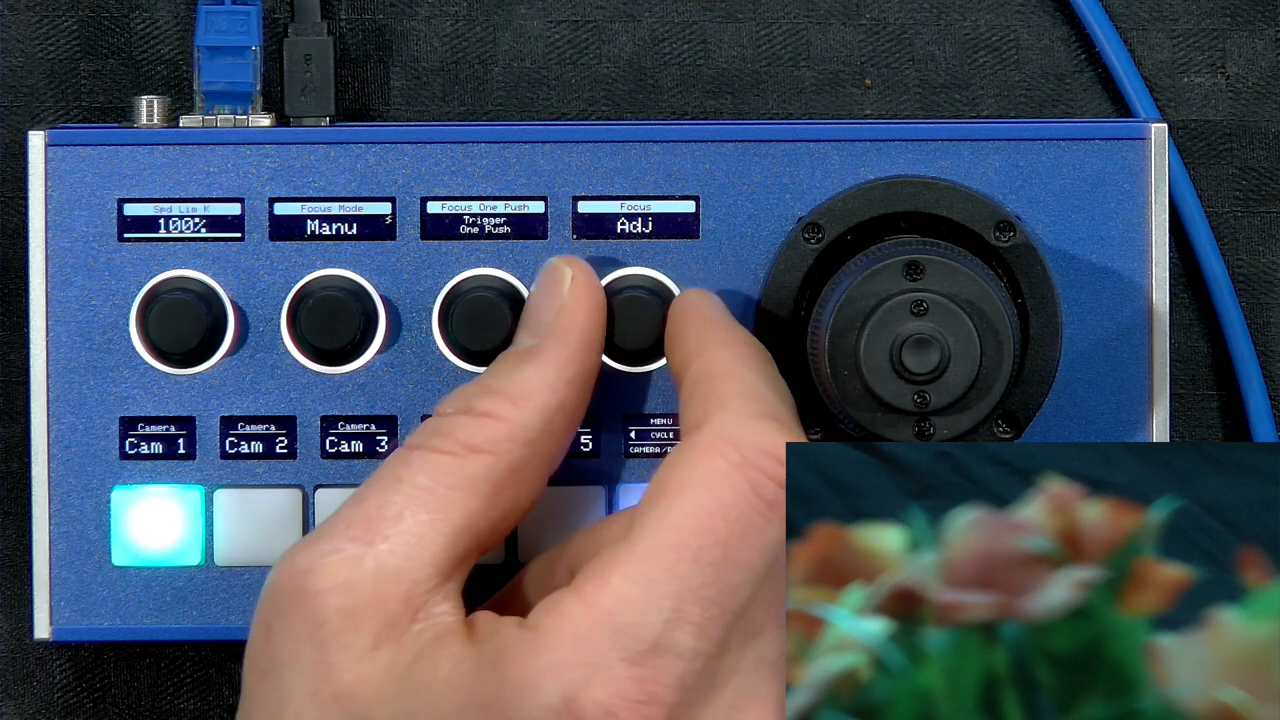 Spd Lim K
100%
Focus Mode
Manu
Focus One Push
Trigger
One Push
Focus
Adj
Camera
Cam 1
Camera
Cam 2
Camera
Cam 3
5
MENU
CYCLE